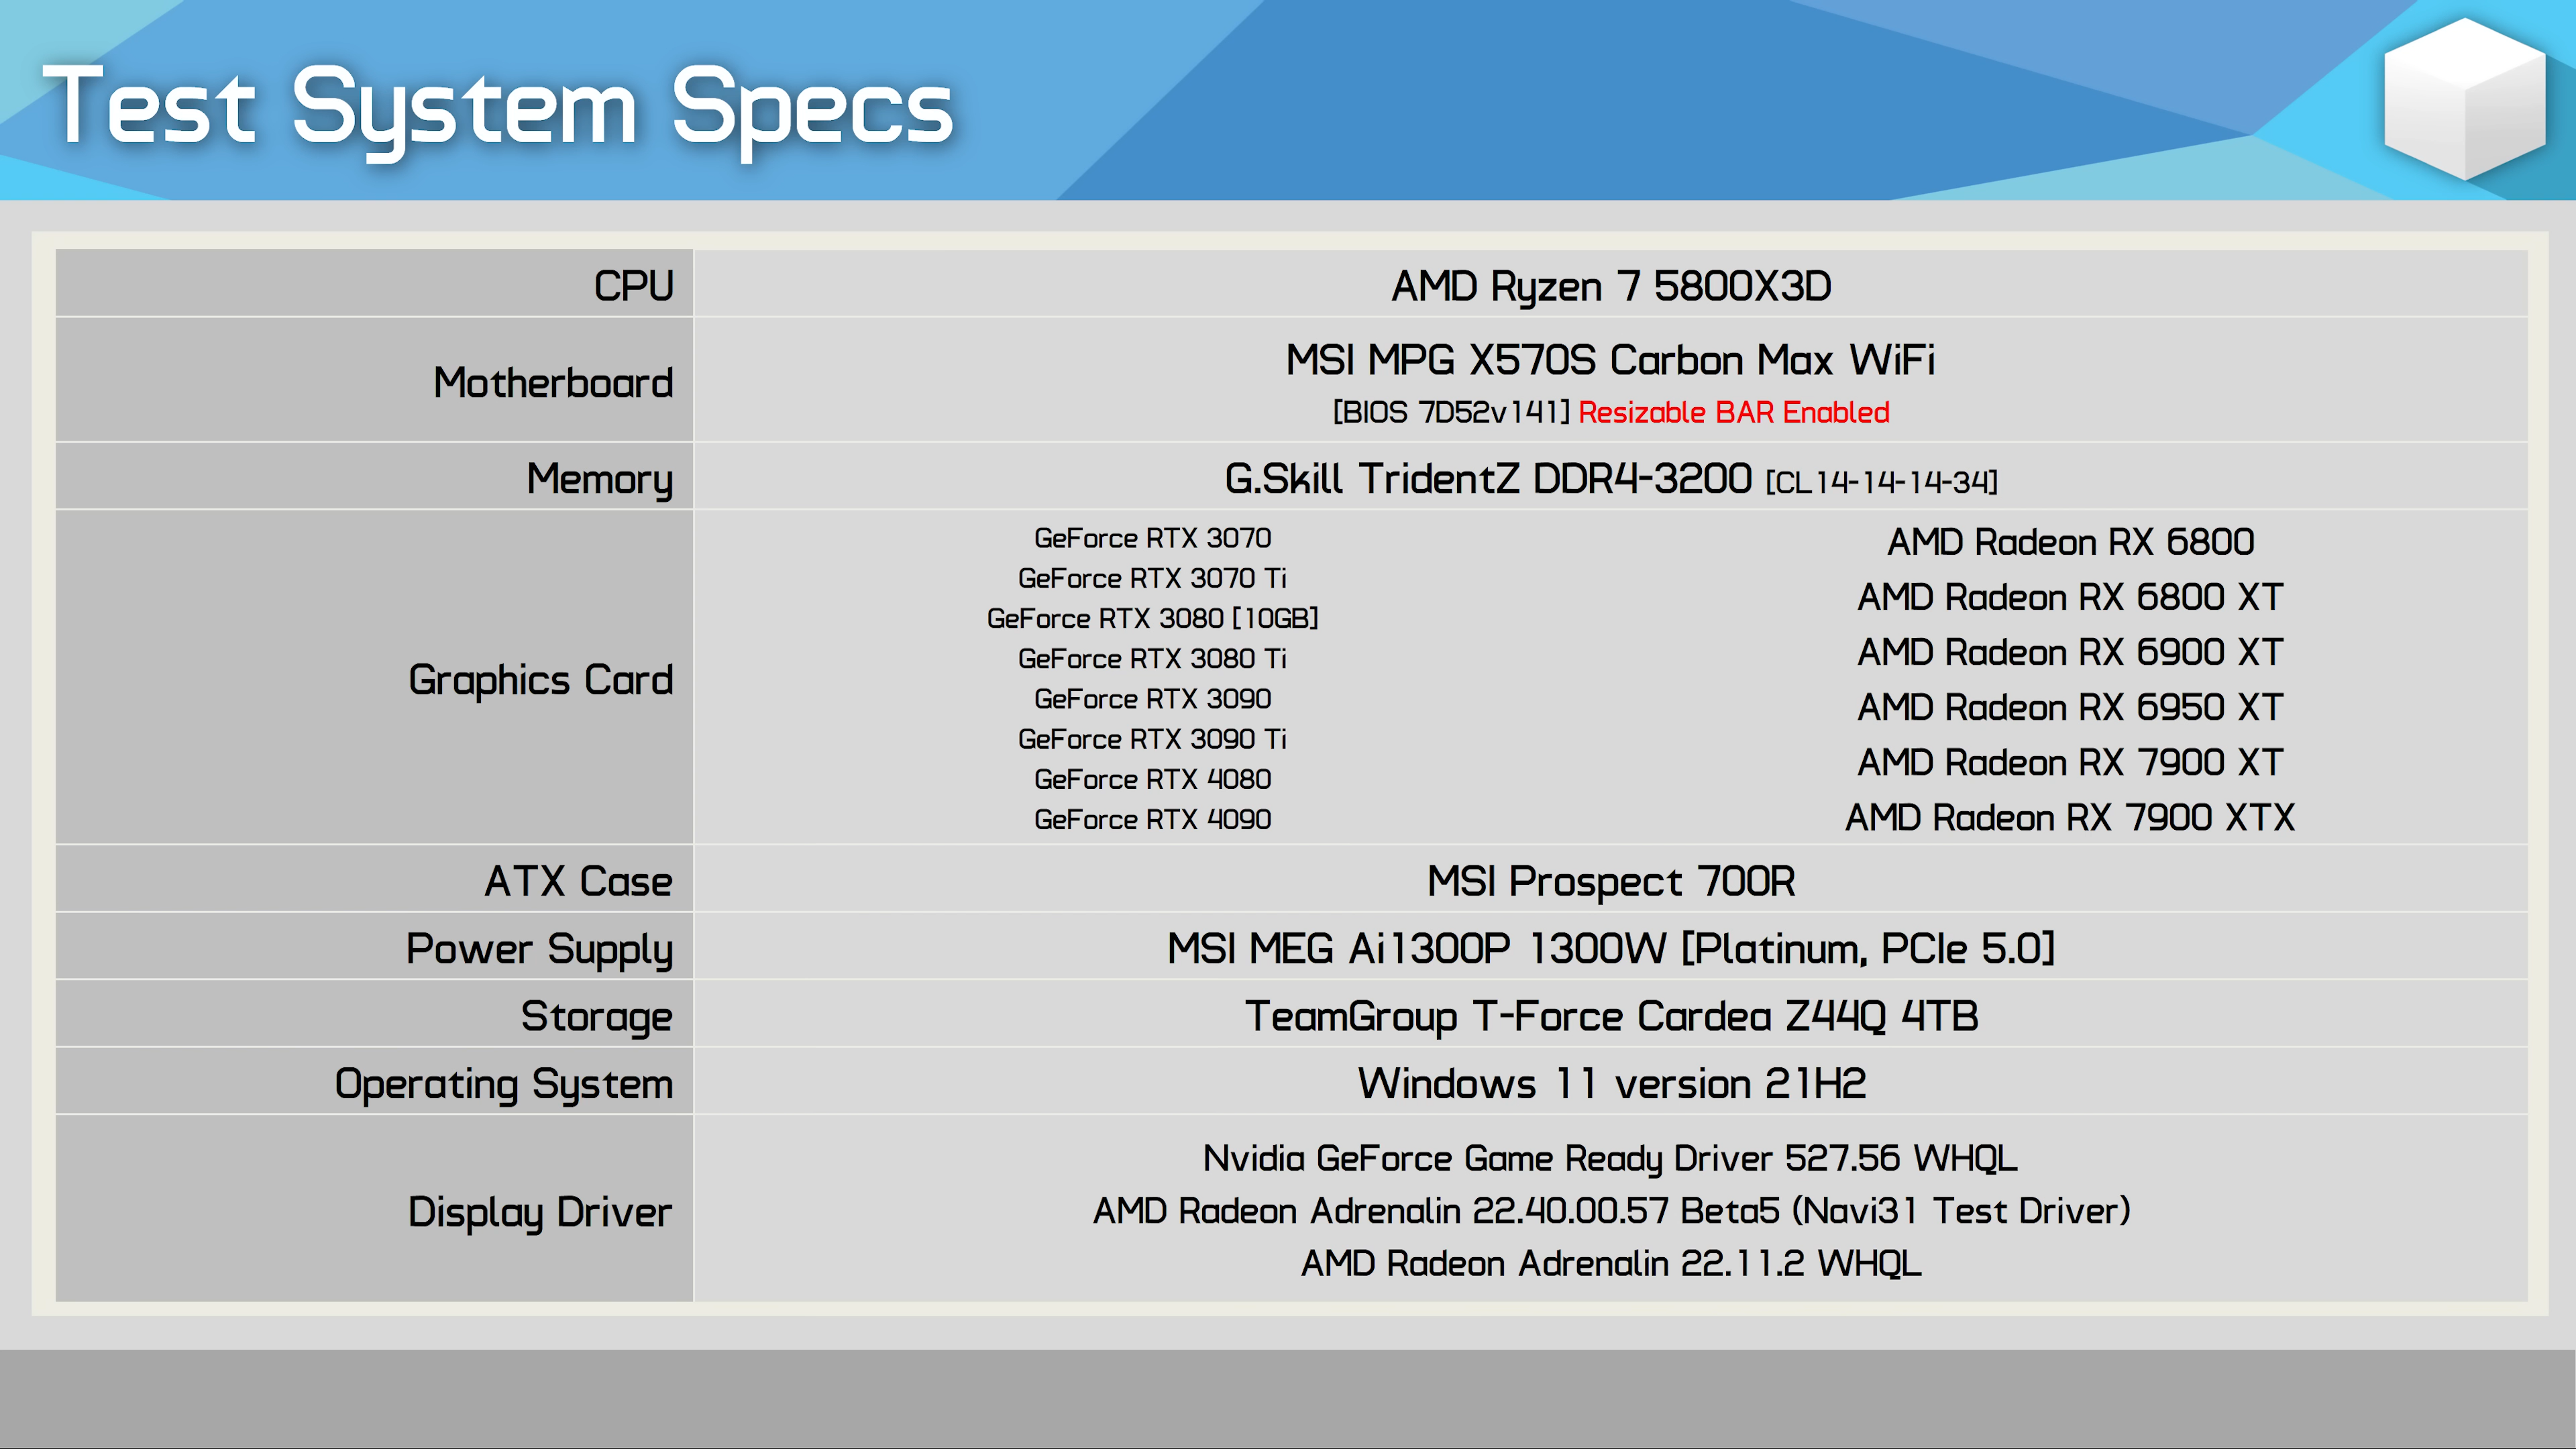 Test System Specs
CPU
AMD Ryzen 7 5800X3D
Motherboard
MSI MPG X570S Carbon Max WiFi
[BIOS 7D52v141] Resizable BAR Enabled
Memory
G.Skill TridentZ DDR4-3200 [CL14-14-14-34]
Graphics Card
GeForce RTX 3070
GeForce RTX 3070 Ti
GeForce RTX 3080 [10GB]
GeForce RTX 3080 Ti
GeForce RTX 3090
GeForce RTX 3090 Ti
GeForce RTX 4080
GeForce RTX 4090
AMD Radeon RX 6800
AMD Radeon RX 6800 XT
AMD Radeon RX 6900 XT
AMD Radeon RX 6950 XT
AMD Radeon RX 7900 XT
AMD Radeon RX 7900 XTX
ATX Case
MSI Prospect 700R
Power Supply
MSI MEG Ai1300P 1300W [Platinum, PCIe 5.0]
Storage
TeamGroup T-Force Cardea Z44Q 4TB
Operating System
Windows 11 version 21H2
Display Driver
Nvidia GeForce Game Ready Driver 527.56 WHQL
AMD Radeon Adrenalin 22.40.00.57 Beta5 (Navi31 Test Driver)
AMD Radeon Adrenalin 22.11.2 WHQL